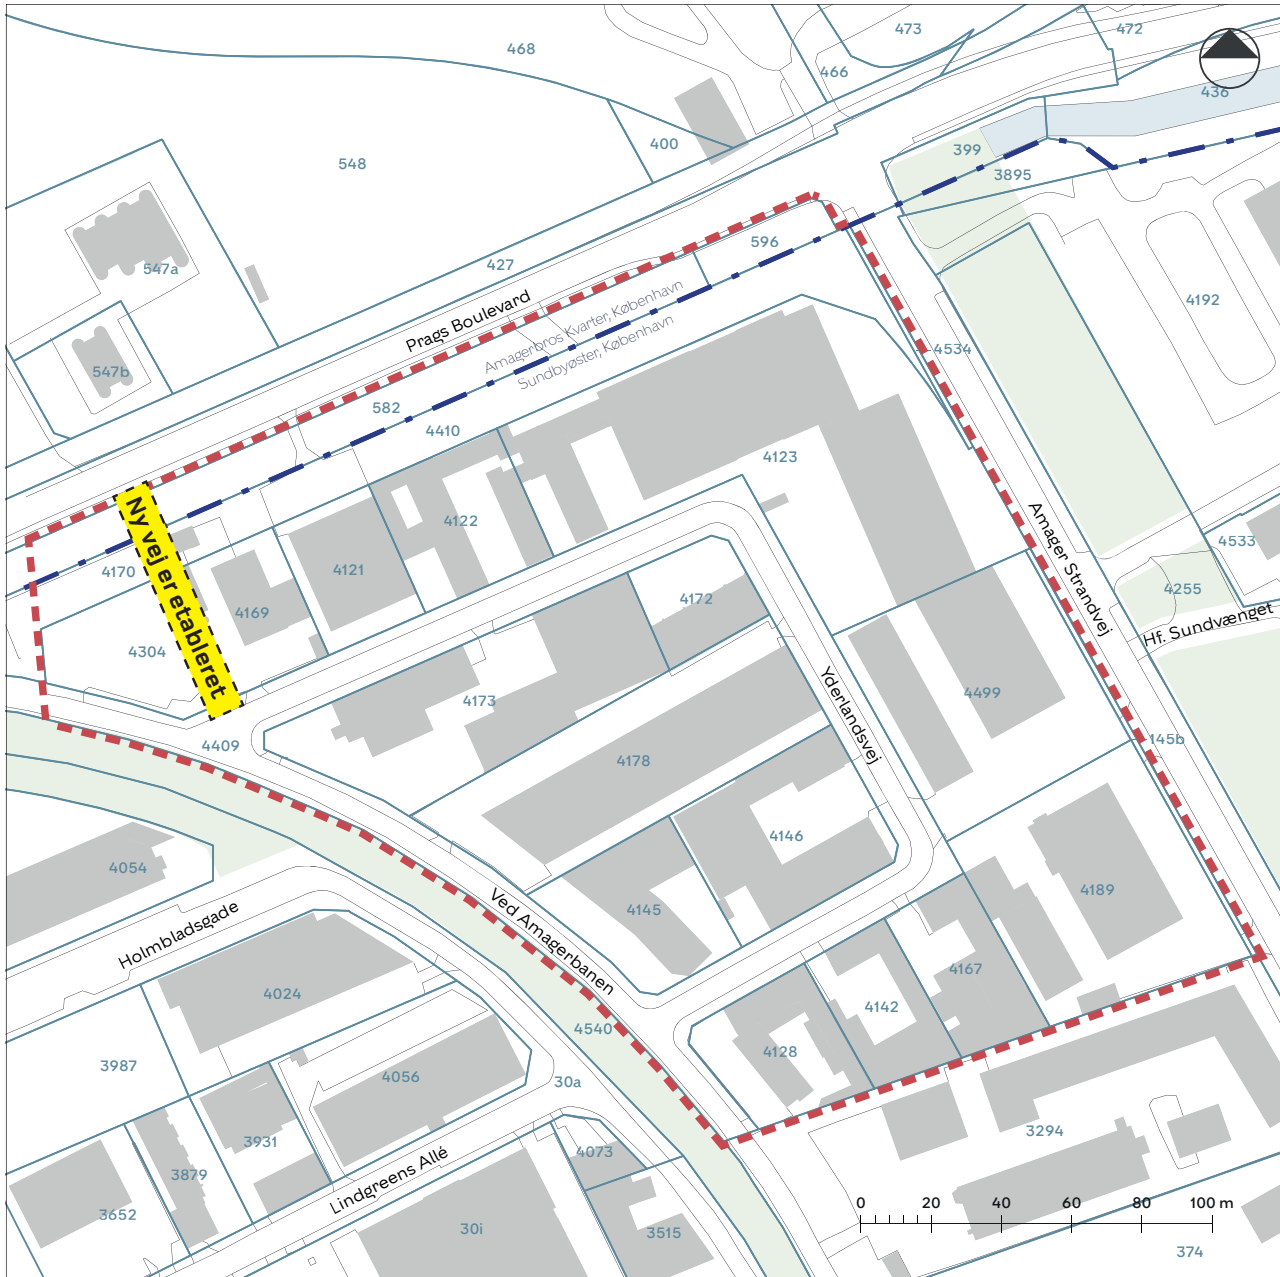 473
472
468
466
436
400
399
548
3895
596
547a
427
4192
Prags Boulevard
Amagerbros Kvarter, København
Sundbyøster, København
4534
547b
582
4410
4123
Amager Strandvej
4122
4533
Ny vej er etableret
4170
4121
4255
4172
4169
Hf. Sundvænget
4304
4499
4173
Yderlandsvej
4409
145b
4178
4146
4054
4189
4145
Ved Amagerbanen
Holmbladsgade
4167
4024
4142
4540
4128
3987
4056
30a
3294
3931
4073
3879
Lindgreens Allé
0 20 40 60 80 100 m
3652
30i
3515
374